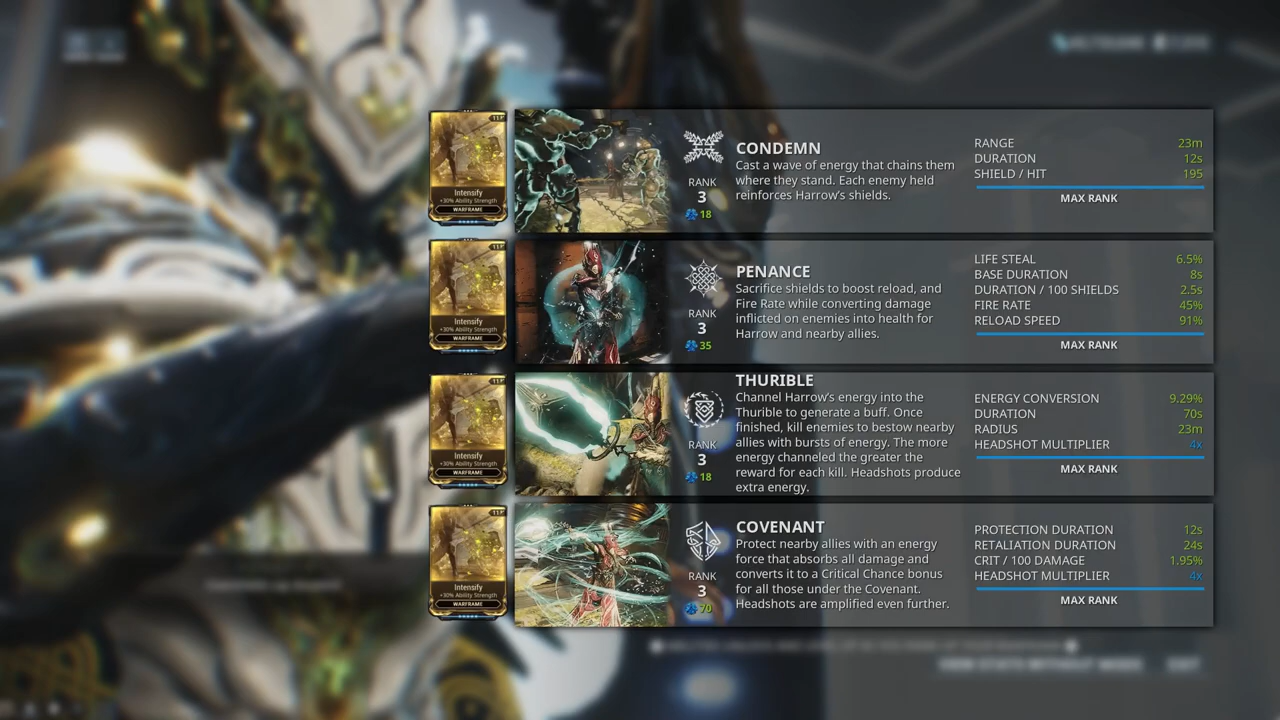 11
Intensify
+30% Ability Strength
WARFRAME
RANK
3
18
CONDEMN
Cast a wave of energy that chains them
where they stand. Each enemy held
reinforces Harrow's shields.
RANGE 23m
DURATION 12s
SHIELD / HIT 195
MAX RANK
11
Intensify
+30% Ability Strength
WARFRAME
RANK
3
35
PENANCE
Sacrifice shields to boost reload, and
Fire Rate while converting damage
inflicted on enemies into health for
Harrow and nearby allies.
LIFE STEAL 6.5%
BASE DURATION 8s
DURATION / 100 SHIELDS 2.5s
FIRE RATE 45%
RELOAD SPEED 91%
MAX RANK
11
Intensify
+30% Ability Strength
WARFRAME
RANK
3
18
THURIBLE
Channel Harrow's energy into the
Thurible to generate a buff. Once
finished, kill enemies to bestow nearby
allies with bursts of energy. The more
energy channeled the greater the
reward for each kill. Headshots produce
extra energy.
ENERGY CONVERSION 9.29%
DURATION 70s
RADIUS 23m
HEADSHOT MULTIPLIER 4x
MAX RANK
11
Intensify
+30% Ability Strength
WARFRAME
RANK
3
70
COVENANT
Protect nearby allies with an energy
force that absorbs all damage and
converts it to a Critical Chance bonus
for all those under the Covenant.
Headshots are amplified even further.
PROTECTION DURATION 12s
RETALIATION DURATION 24s
CRIT / 100 DAMAGE 1.95%
HEADSHOT MULTIPLIER 4x
MAX RANK
VIEW STATS WITHOUT MODS
EXIT